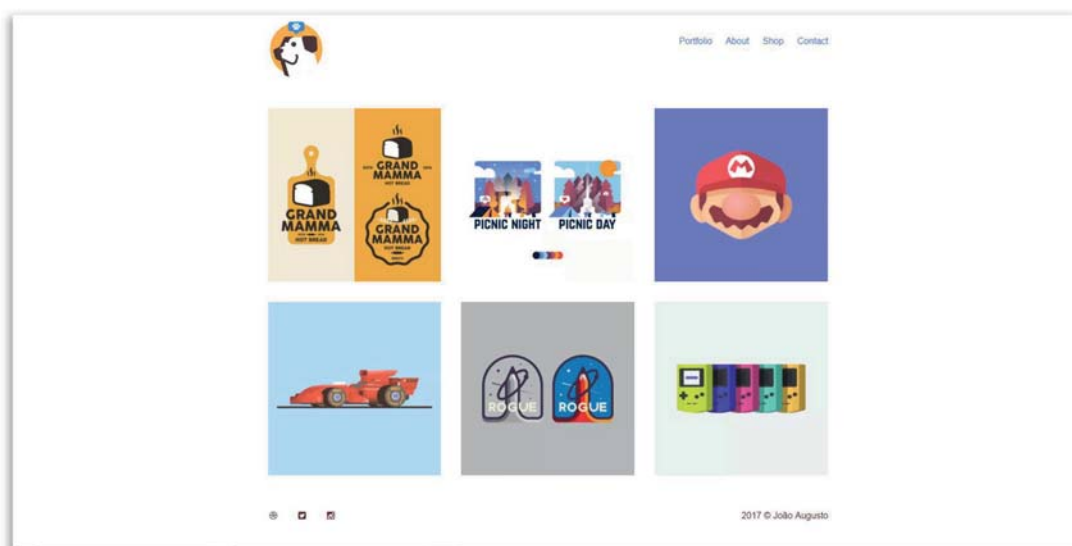 Portfolio About Shop Contact
GRAND
MAMMA
HOT BREAD
GRAND
MAMMA
HOT BREAD
GRAND
MAMMA
HOT BREAD
PICNIC NIGHT
PICNIC DAY
M
ROGUE
ROGUE
2017 © João Augusto